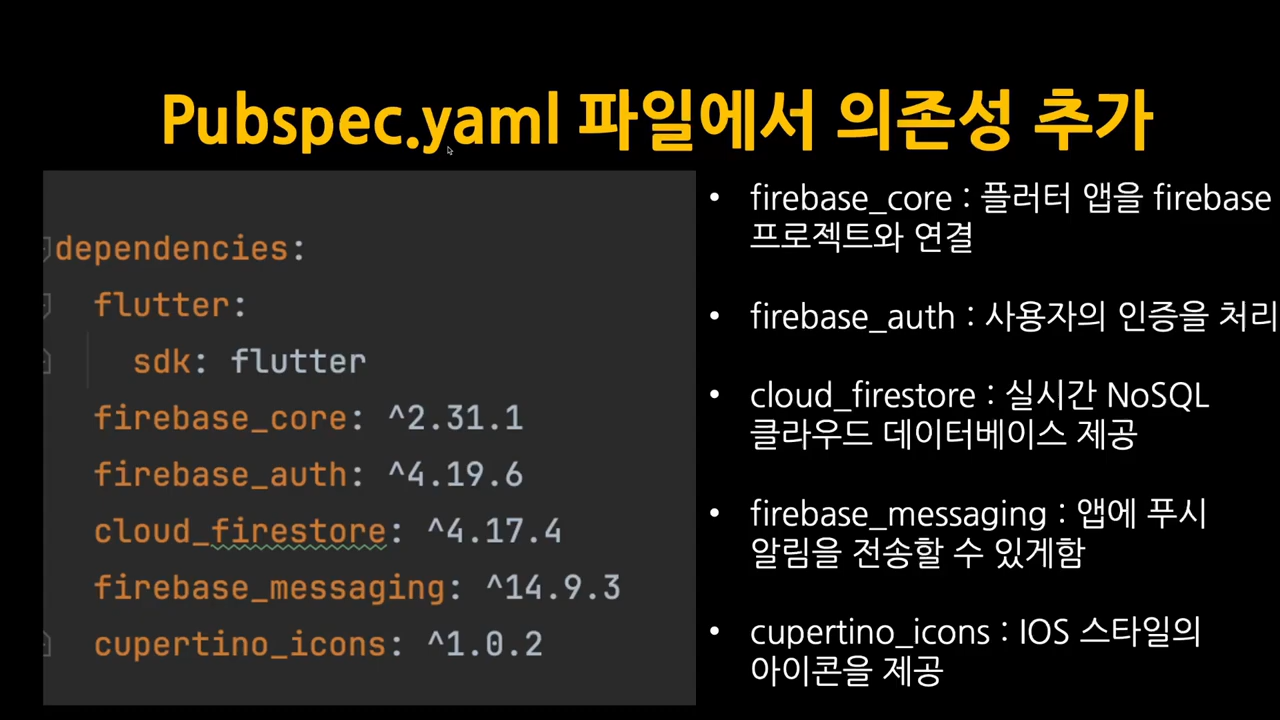 Pubspec.yaml 파일에서 의존성 추가
dependencies:
flutter:
sdk: flutter
firebase_core: ^2.31.1
firebase_auth: ^4.19.6
cloud_firestore: ^4.17.4
firebase_messaging: ^14.9.3
cupertino_icons: ^1.0.2
• firebase_core : 플러터 앱을 firebase
프로젝트와 연결
• firebase_auth : 사용자의 인증을 처리
• cloud_firestore : 실시간 NoSQL
클라우드 데이터베이스 제공
• firebase_messaging : 앱에 푸시
알림을 전송할 수 있게함
• cupertino_icons : IOS 스타일의
아이콘을 제공